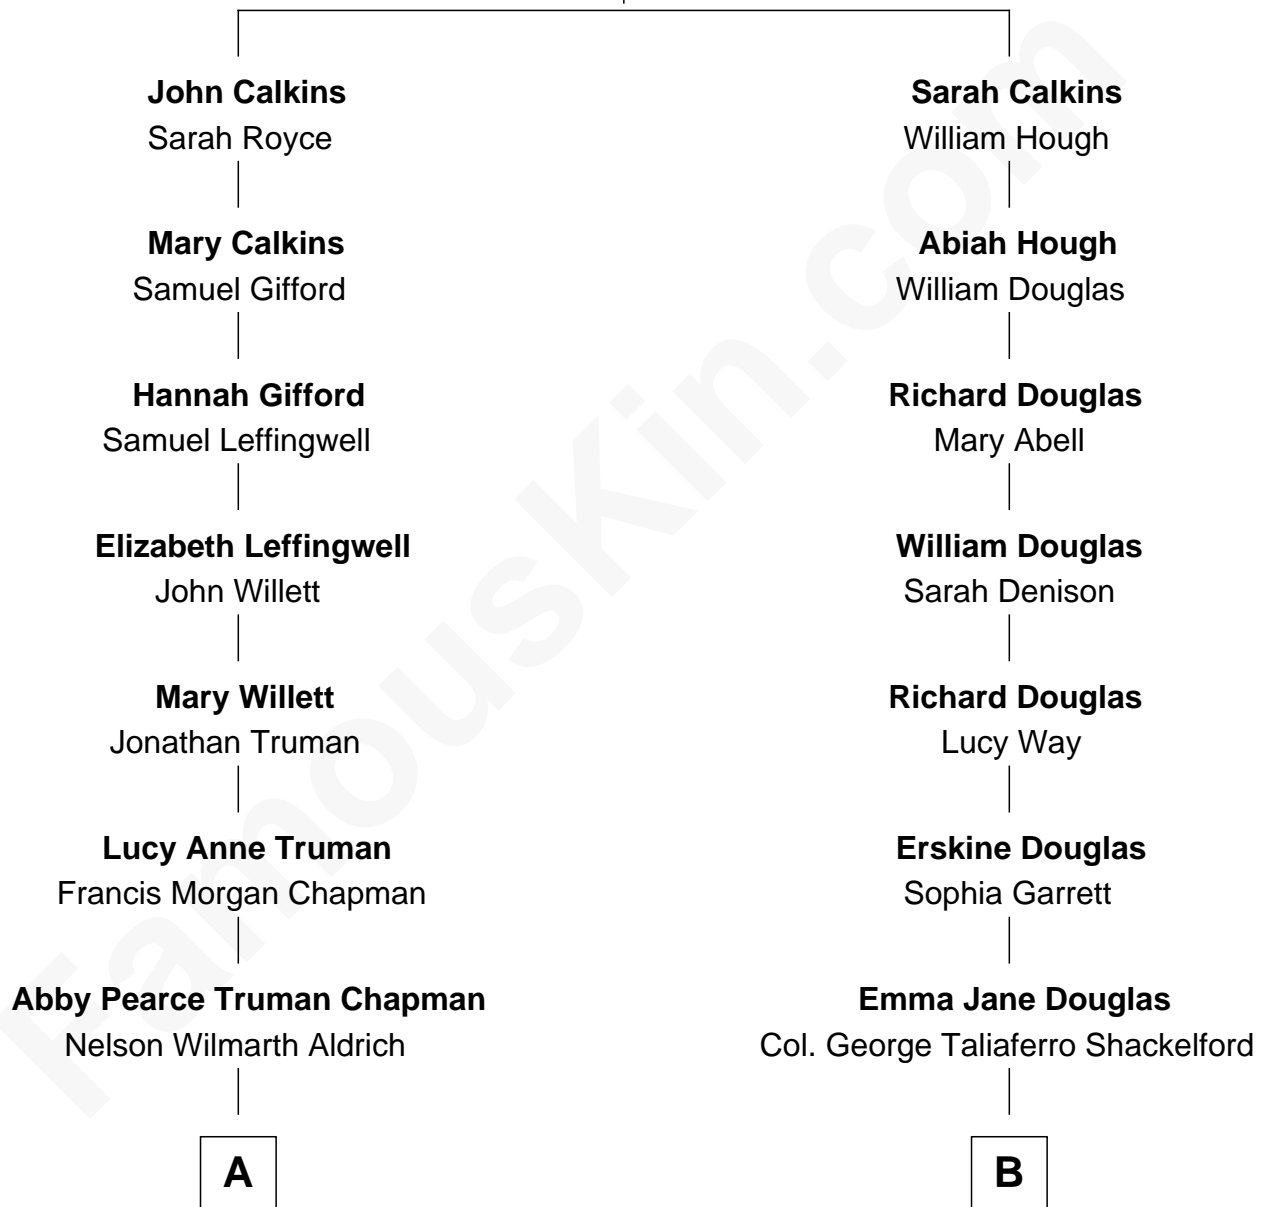 John Calkins
Sarah Royce
Mary Calkins
Samuel Gifford
Hannah Gifford
Samuel Leffingwell
Elizabeth Leffingwell
John Willett
Mary Willett
Jonathan Truman
Lucy Anne Truman
Francis Morgan Chapman
Abby Pearce Truman Chapman
Nelson Wilmarth Aldrich
A
Sarah Calkins
William Hough
Abiah Hough
William Douglas
Richard Douglas
Mary Abell
William Douglas
Sarah Denison
Richard Douglas
Lucy Way
Erskine Douglas
Sophia Garrett
Emma Jane Douglas
Col. George Taliaferro Shackelford
B
FamousKin.com